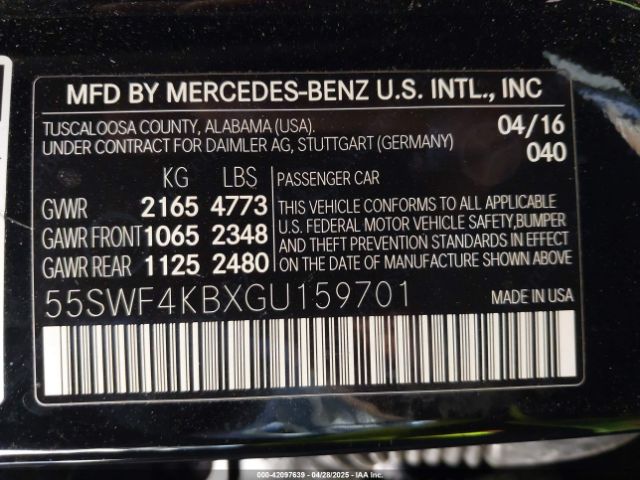 MFD BY MERCEDES-BENZ U.S. INTL., INC
TUSCALOOSA COUNTY, ALABAMA (USA). 04/16
UNDER CONTRACT FOR DAIMLER AG, STUTTGART (GERMANY) 040
KG LBS PASSENGER CAR
GVWR 2165 4773
GAWR FRONT 1065 2348
GAWR REAR 1125 2480
THIS VEHICLE CONFORMS TO ALL APPLICABLE
U.S. FEDERAL MOTOR VEHICLE SAFETY,BUMPER
AND THEFT PREVENTION STANDARDS IN EFFECT
ON THE DATE OF MANUFACTURE SHOWN ABOVE.
55SWF4KBXGU159701 MADE IN USA
000-42097639 - 04/28/2025 - IAA